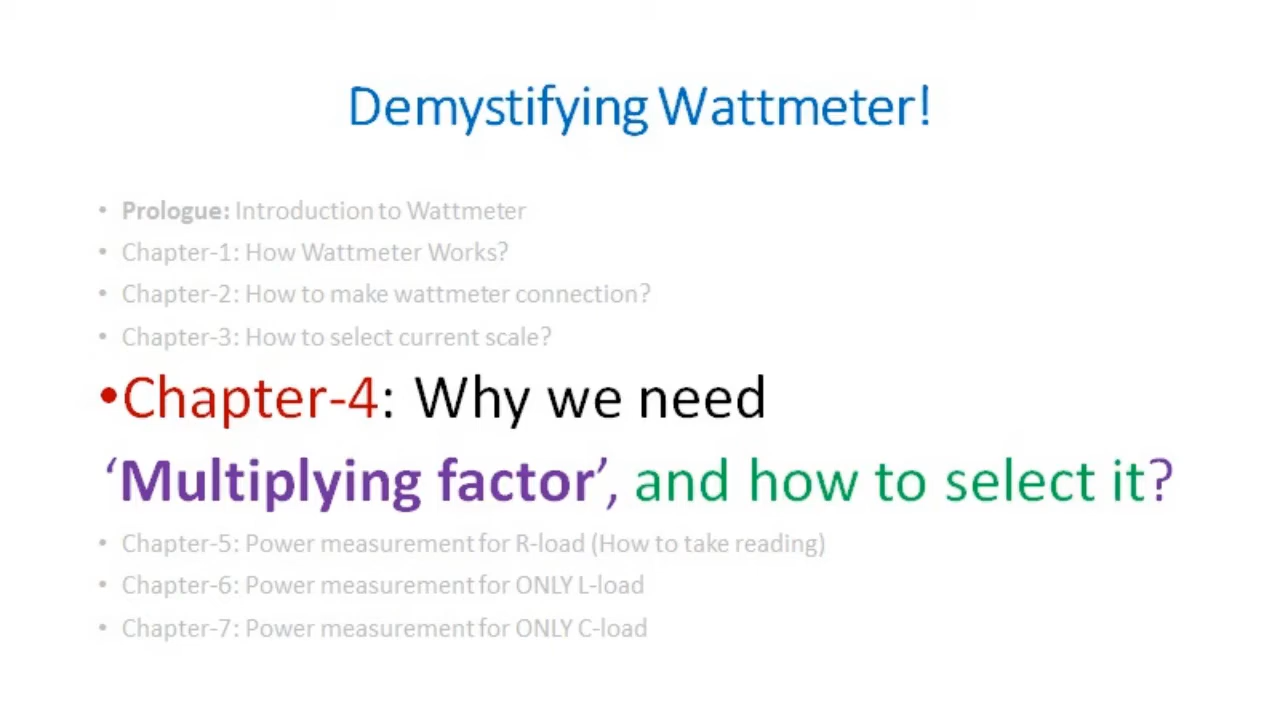 Demystifying Wattmeter!
• Prologue: Introduction to Wattmeter
• Chapter-1: How Wattmeter Works?
• Chapter-2: How to make wattmeter connection?
• Chapter-3: How to select current scale?
•Chapter-4: Why we need
‘Multiplying factor’, and how to select it?
• Chapter-5: Power measurement for R-load (How to take reading)
• Chapter-6: Power measurement for ONLY L-load
• Chapter-7: Power measurement for ONLY C-load